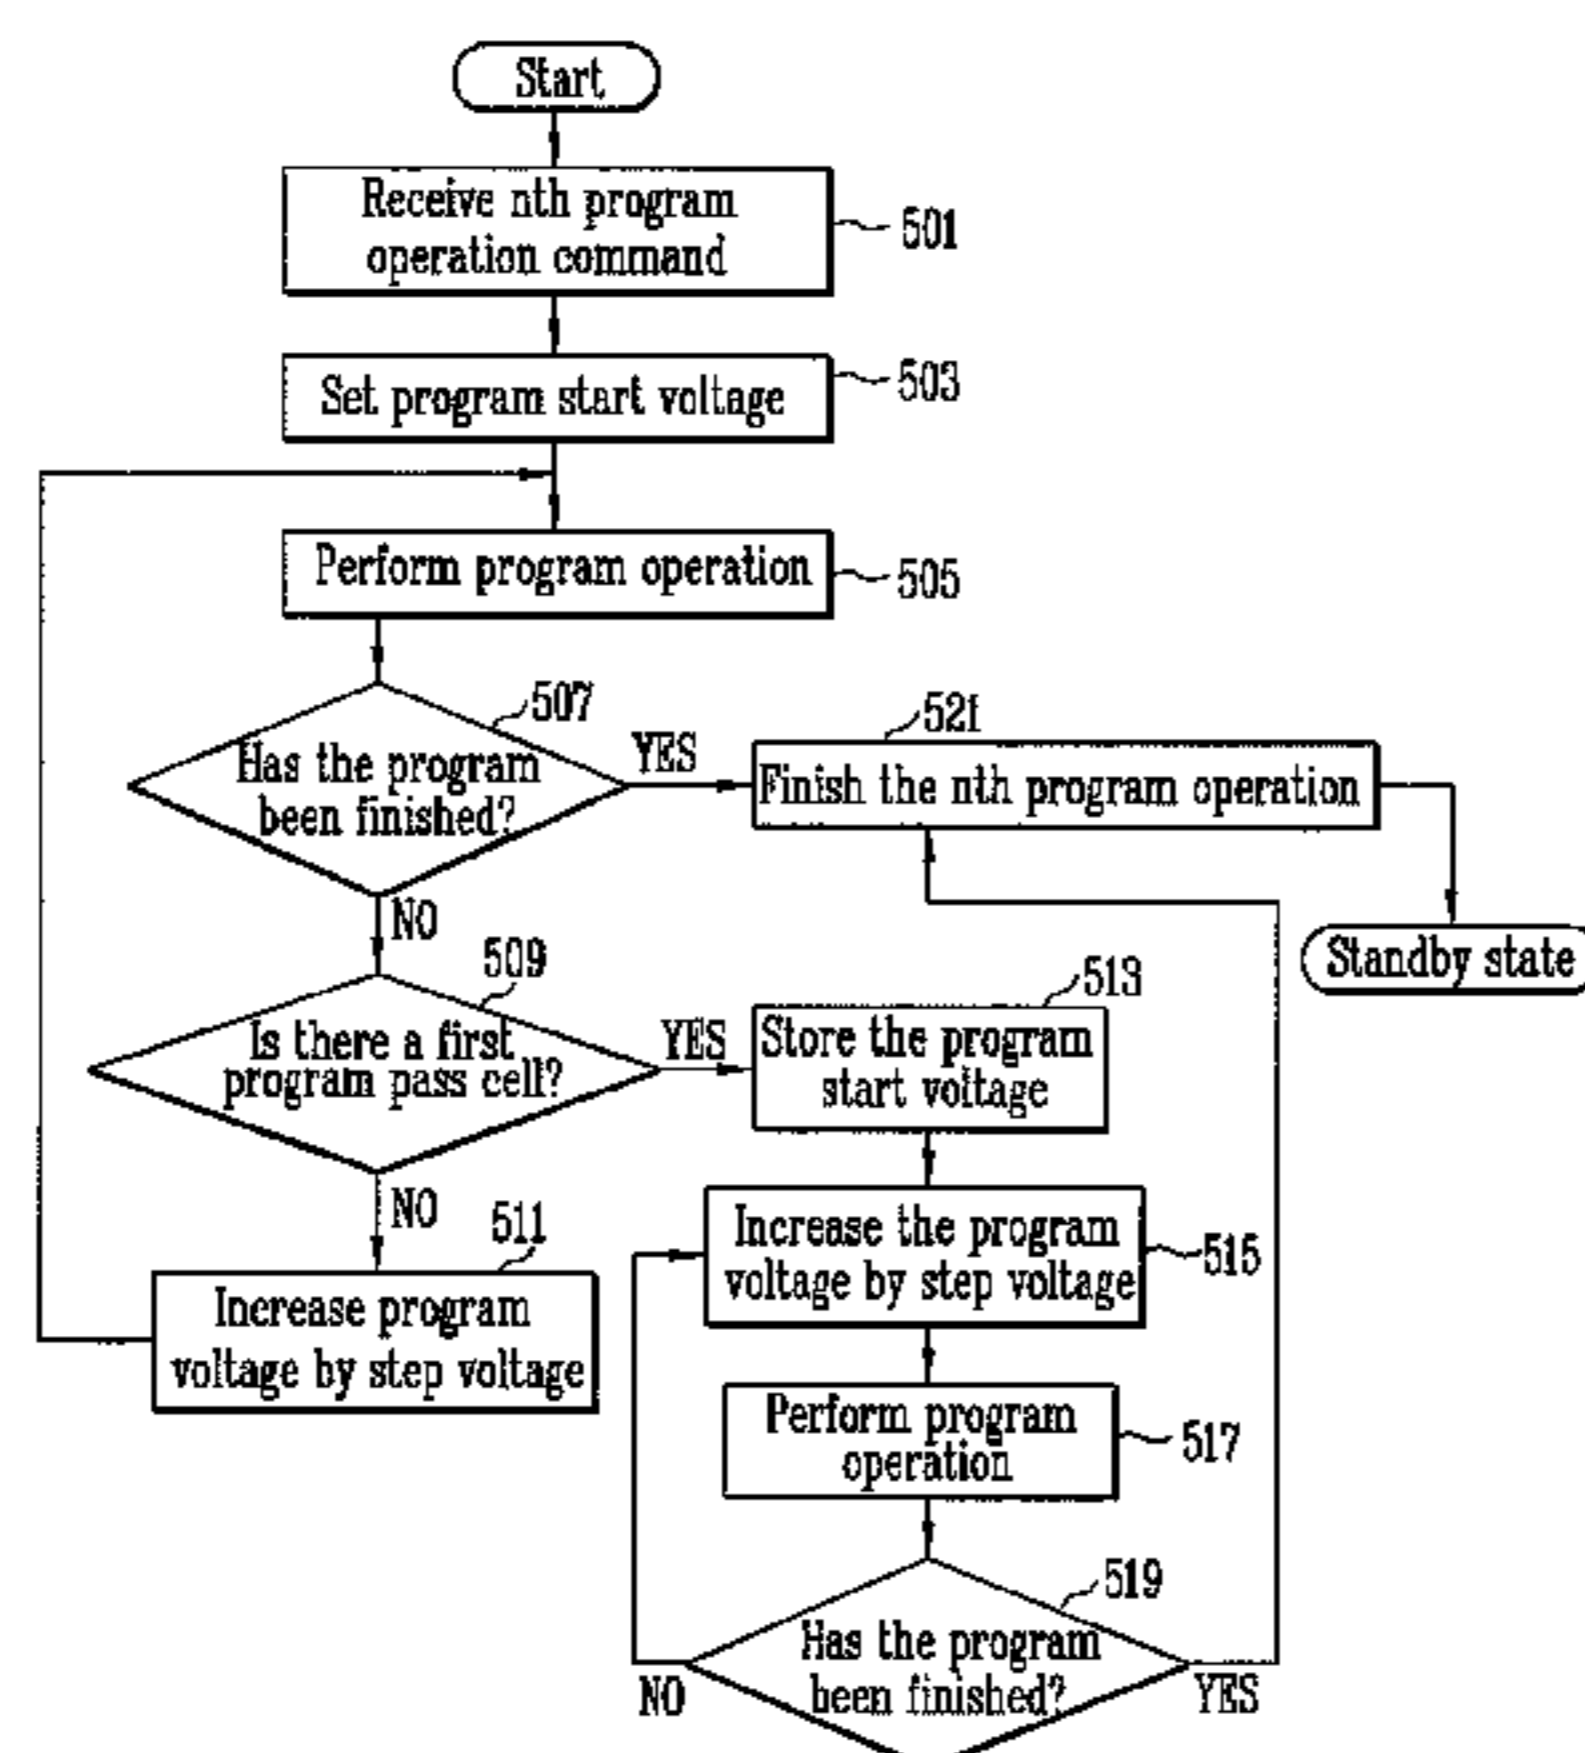 Start
Receive nth program
operation command
501
Set program start voltage
503
Perform program operation
505
507
Has the program
been finished?
YES
521
Finish the nth program operation
NO
Standby state
509
Is there a first
program pass cell?
YES
513
Store the program
start voltage
NO
511
Increase program
voltage by step voltage
Increase the program
voltage by step voltage
515
Perform program
operation
517
519
Has the program
been finished?
NO
YES